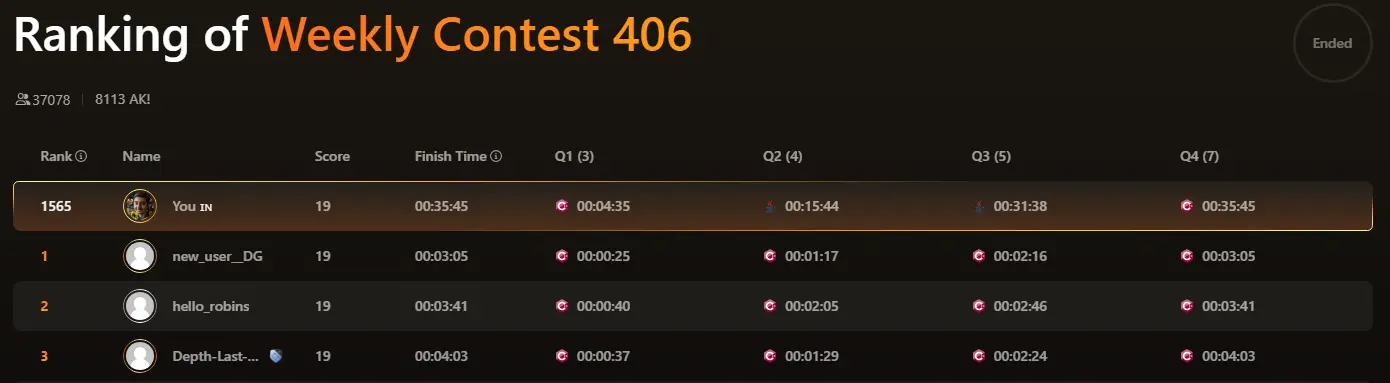 Ranking of Weekly Contest 406
Ended
37078 | 8113 AK!
Rank Name Score Finish Time Q1 (3) Q2 (4) Q3 (5) Q4 (7)
1565 You IN 19 00:35:45 00:04:35 00:15:44 00:31:38 00:35:45
1 new_user__DG 19 00:03:05 00:00:25 00:01:17 00:02:16 00:03:05
2 hello_robins 19 00:03:41 00:00:40 00:02:05 00:02:46 00:03:41
3 Depth-Last-... 19 00:04:03 00:00:37 00:01:29 00:02:24 00:04:03